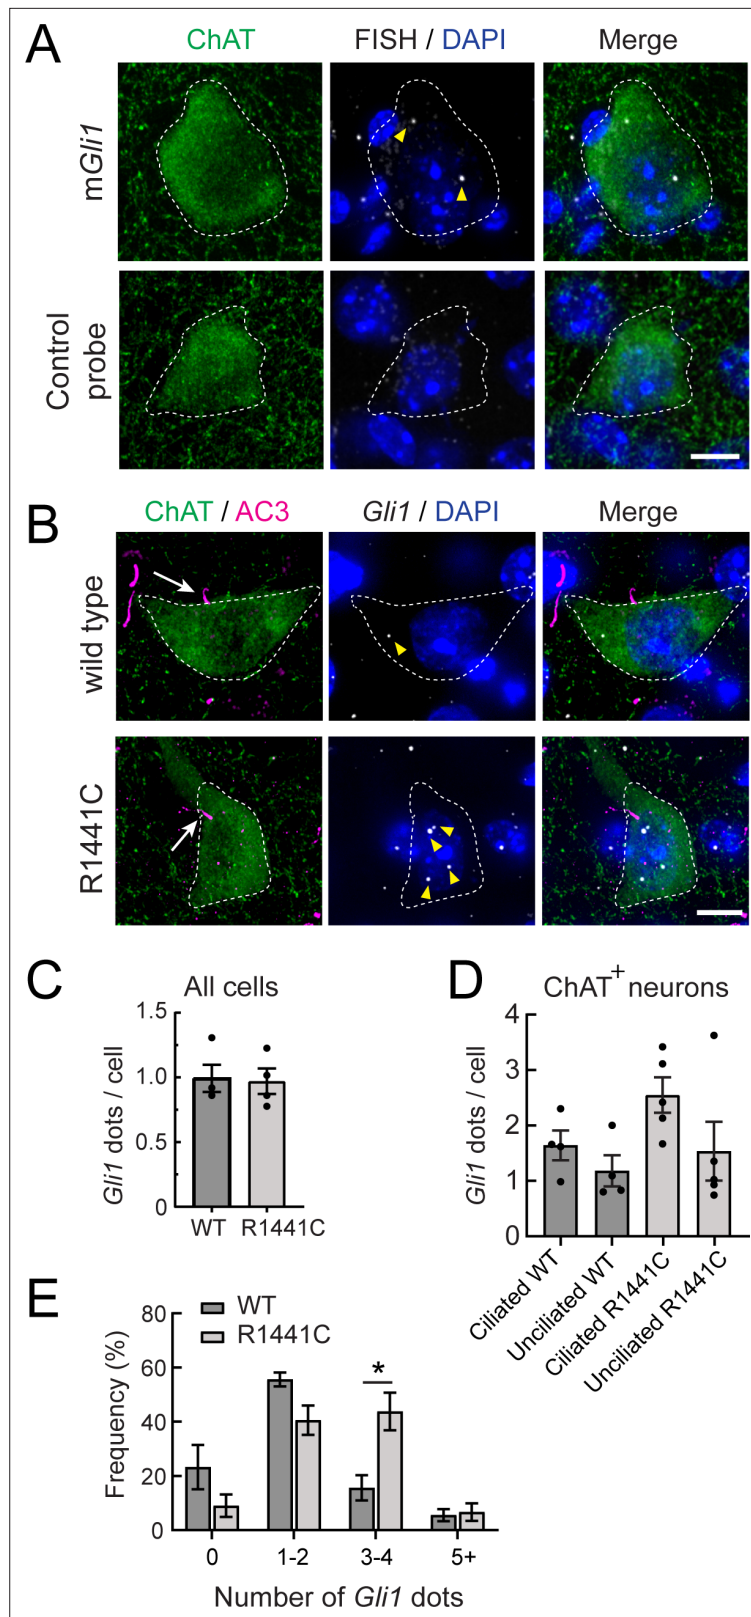 A
ChAT
FISH / DAPI
Merge
mGli1
Control
probe
B
ChAT / AC3
Gli1 / DAPI
Merge
wild type
R1441C
C
All cells
Gli1 dots / cell
1.5
1.0
0.5
0
WT
R1441C
D
ChAT+ neurons
Gli1 dots / cell
4
3
2
1
0
Ciliated WT
Unciliated WT
Ciliated R1441C
Unciliated R1441C
E
WT
R1441C
Frequency (%)
80
60
40
20
0
*
0
1-2
3-4
5+
Number of Gli1 dots